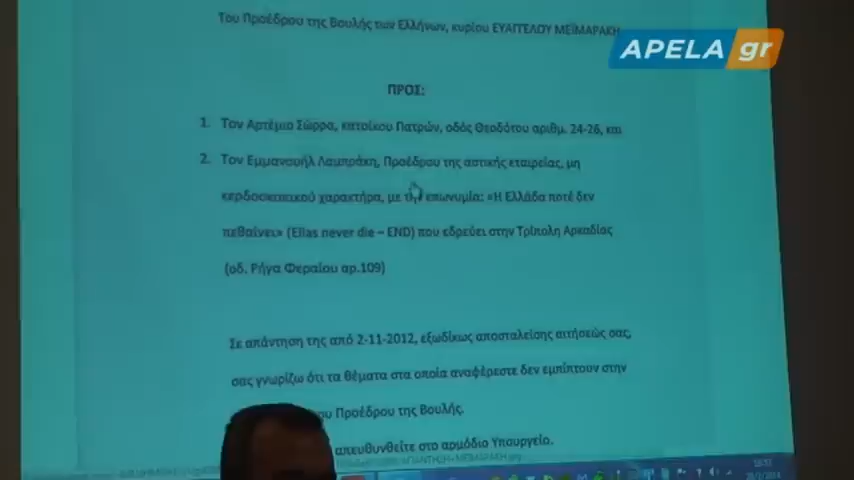 Του Προέδρου της Βουλής των Ελλήνων, κυρίου ΕΥΑΓΓΕΛΟΥ ΜΕΪΜΑΡΑΚΗ
APELA gr
ΠΡΟΣ:
1. Τον Αρτέμιο Σώρρα, κατοίκου Πατρών, οδός Θεοδότου αριθμ. 24-26, και
2. Τον Εμμανουήλ Λαμπράκη, Προέδρου της αστικής εταιρείας, μη
κερδοσκοπικού χαρακτήρα, με την επωνυμία: «Η Ελλάδα ποτέ δεν
πεθαίνει» (Ellas never die – END) που εδρεύει στην Τρίπολη Αρκαδίας
(οδ. Ρήγα Φεραίου αρ.109)
Σε απάντηση της από 2-11-2012, εξωδίκως αποσταλείσης αιτήσεώς σας,
σας γνωρίζω ότι τα θέματα στα οποία αναφέρεστε δεν εμπίπτουν στην
ου Προέδρου της Βουλής.
απευθυνθείτε στο αρμόδιο Υπουργείο.